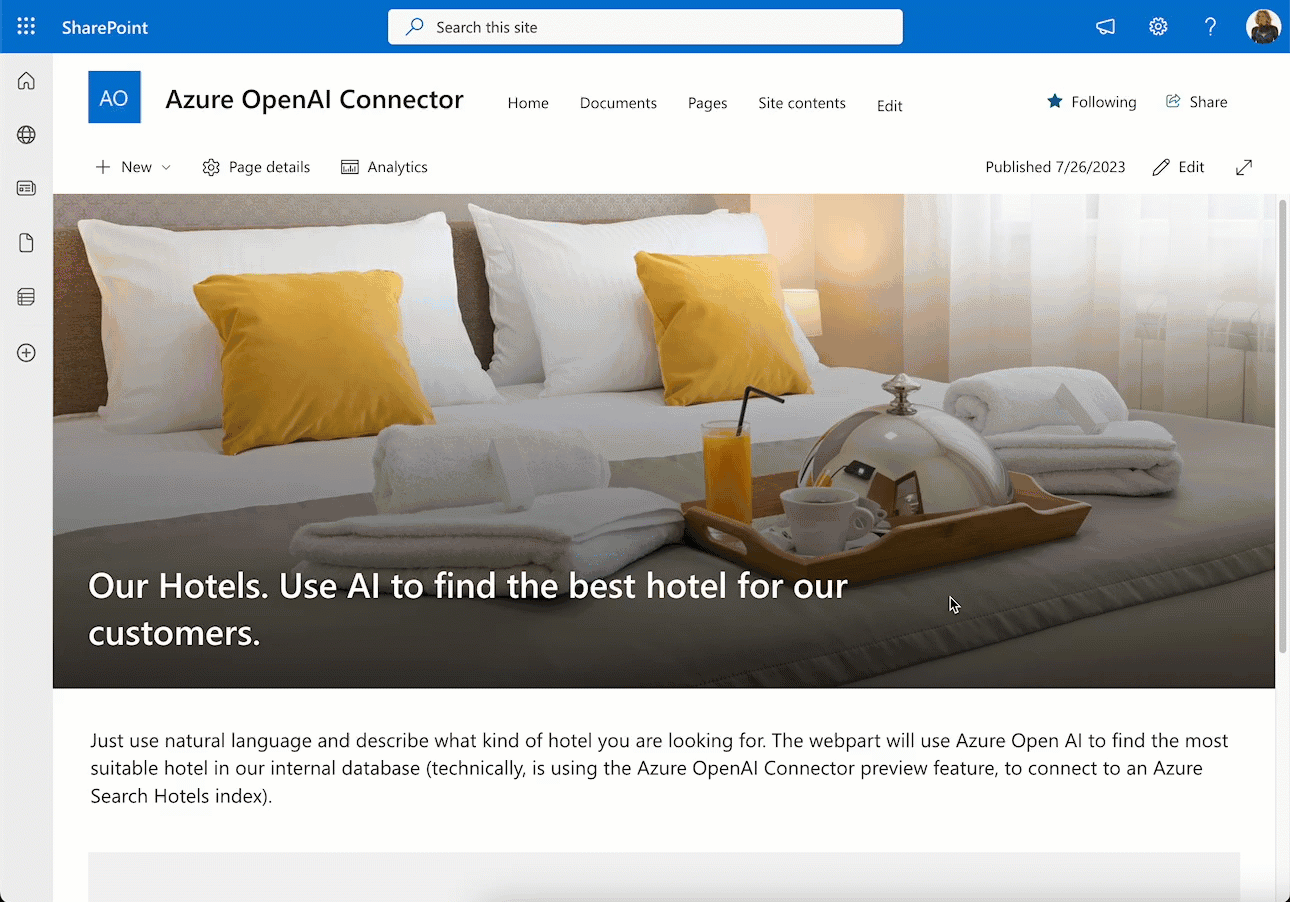 SharePoint
Search this site
?
AO
Azure OpenAI Connector
Home
Documents
Pages
Site contents
Edit
Following
Share
New
Page details
Analytics
Published 7/26/2023
Edit
Our Hotels. Use AI to find the best hotel for our
customers.
Just use natural language and describe what kind of hotel you are looking for. The webpart will use Azure Open AI to find the most
suitable hotel in our internal database (technically, is using the Azure OpenAI Connector preview feature, to connect to an Azure
Search Hotels index).